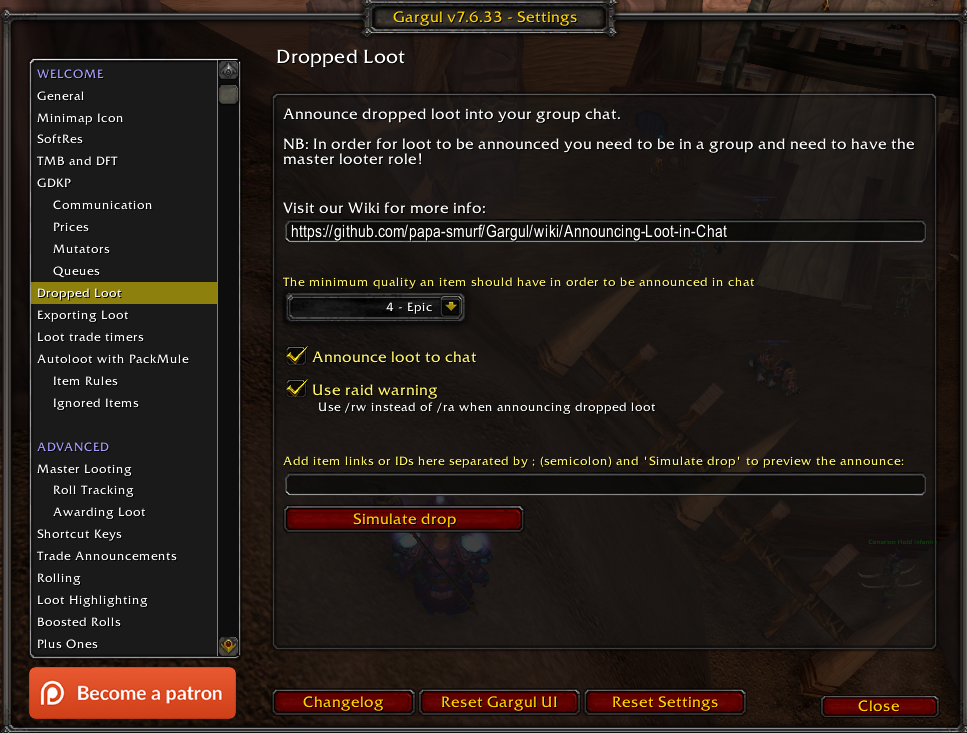 Gargul v7.6.33 - Settings
WELCOME
General
Minimap Icon
SoftRes
TMB and DFT
GDKP
Communication
Prices
Mutators
Queues
Dropped Loot
Exporting Loot
Loot trade timers
Autoloot with PackMule
Item Rules
Ignored Items
ADVANCED
Master Looting
Roll Tracking
Awarding Loot
Shortcut Keys
Trade Announcements
Rolling
Loot Highlighting
Boosted Rolls
Plus Ones
Become a patron
Dropped Loot
Announce dropped loot into your group chat.
NB: In order for loot to be announced you need to be in a group and need to have the
master looter role!
Visit our Wiki for more info:
https://github.com/papa-smurf/Gargul/wiki/Announcing-Loot-in-Chat
The minimum quality an item should have in order to be announced in chat
4 - Epic
Announce loot to chat
Use raid warning
Use /rw instead of /ra when announcing dropped loot
Add item links or IDs here separated by ; (semicolon) and 'Simulate drop' to preview the announce:
Simulate drop
Changelog
Reset Gargul UI
Reset Settings
Close